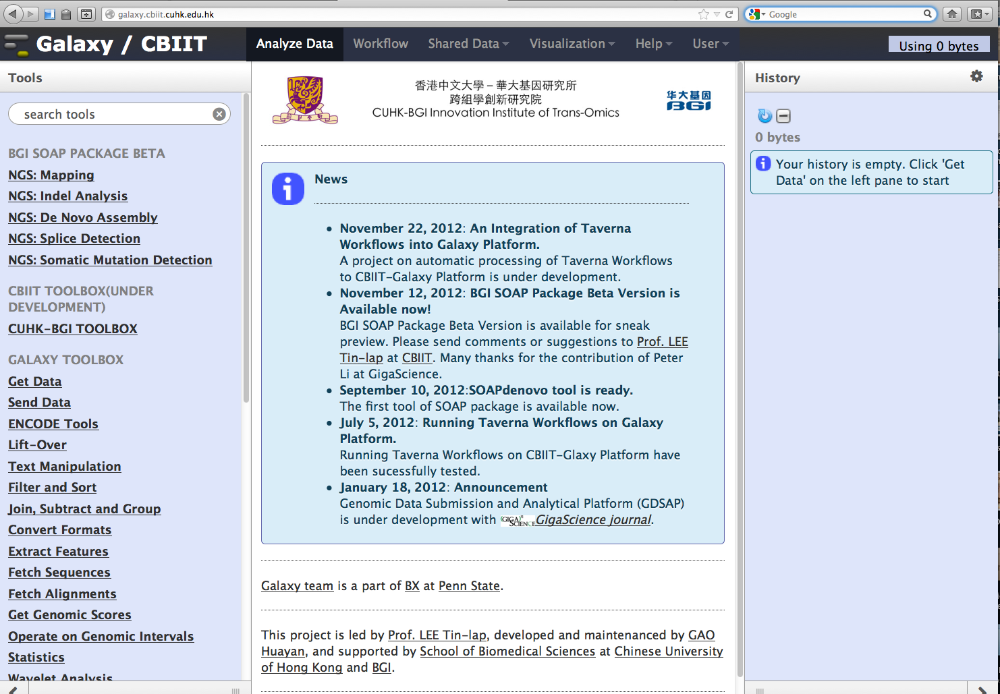 galaxy.cbiit.cuhk.edu.hk
Google
Galaxy / CBIIT
Analyze Data
Workflow
Shared Data
Visualization
Help
User
Using 0 bytes
Tools
search tools
BGI SOAP PACKAGE BETA
NGS: Mapping
NGS: Indel Analysis
NGS: De Novo Assembly
NGS: Splice Detection
NGS: Somatic Mutation Detection
CBIIT TOOLBOX(UNDER
DEVELOPMENT)
CUHK-BGI TOOLBOX
GALAXY TOOLBOX
Get Data
Send Data
ENCODE Tools
Lift-Over
Text Manipulation
Filter and Sort
Join, Subtract and Group
Convert Formats
Extract Features
Fetch Sequences
Fetch Alignments
Get Genomic Scores
Operate on Genomic Intervals
Statistics
Wavelet Analysis
香港中文大學－華大基因研究所
跨組學創新研究院
CUHK-BGI Innovation Institute of Trans-Omics
华大基因
BGI
News
• November 22, 2012: An Integration of Taverna
Workflows into Galaxy Platform.
A project on automatic processing of Taverna Workflows
to CBIIT-Galaxy Platform is under development.
• November 12, 2012: BGI SOAP Package Beta Version is
Available now!
BGI SOAP Package Beta Version is available for sneak
preview. Please send comments or suggestions to Prof. LEE
Tin-lap at CBIIT. Many thanks for the contribution of Peter
Li at GigaScience.
• September 10, 2012:SOAPdenovo tool is ready.
The first tool of SOAP package is available now.
• July 5, 2012: Running Taverna Workflows on Galaxy
Platform.
Running Taverna Workflows on CBIIT-Glaxy Platform have
been sucessfully tested.
• January 18, 2012: Announcement
Genomic Data Submission and Analytical Platform (GDSAP)
is under development with (GIGA)n SCIENCE GigaScience journal.
Galaxy team is a part of BX at Penn State.
This project is led by Prof. LEE Tin-lap, developed and maintenanced by GAO
Huayan, and supported by School of Biomedical Sciences at Chinese University
of Hong Kong and BGI.
History
0 bytes
Your history is empty. Click 'Get
Data' on the left pane to start